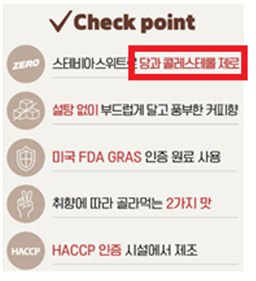 Check point
ZERO 스테비아스위트로 당과 콜레스테롤 제로
설탕 없이 부드럽게 달고 풍부한 커피향
미국 FDA GRAS 인증 원료 사용
취향에 따라 골라먹는 2가지 맛
HACCP HACCP 인증 시설에서 제조